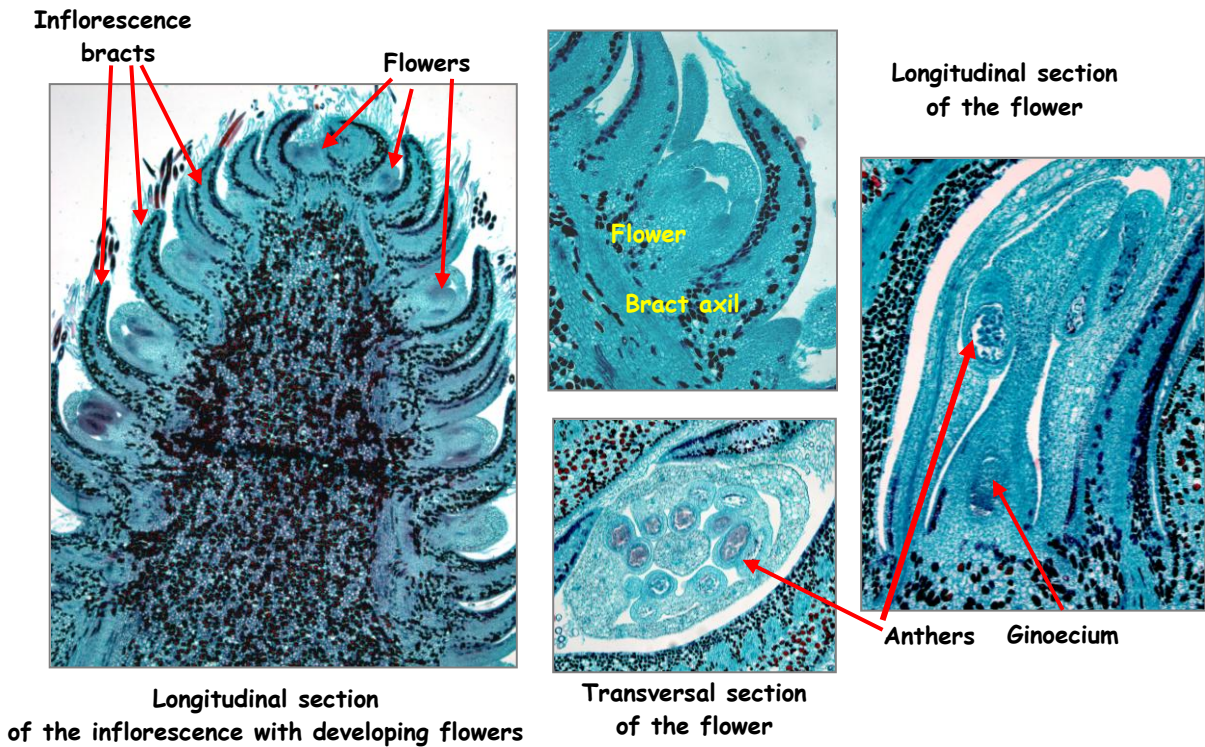 Inflorescence
bracts
Flowers
Longitudinal section
of the flower
Flower
Bract axil
Anthers
Ginoecium
Longitudinal section
of the inflorescence with developing flowers
Transversal section
of the flower